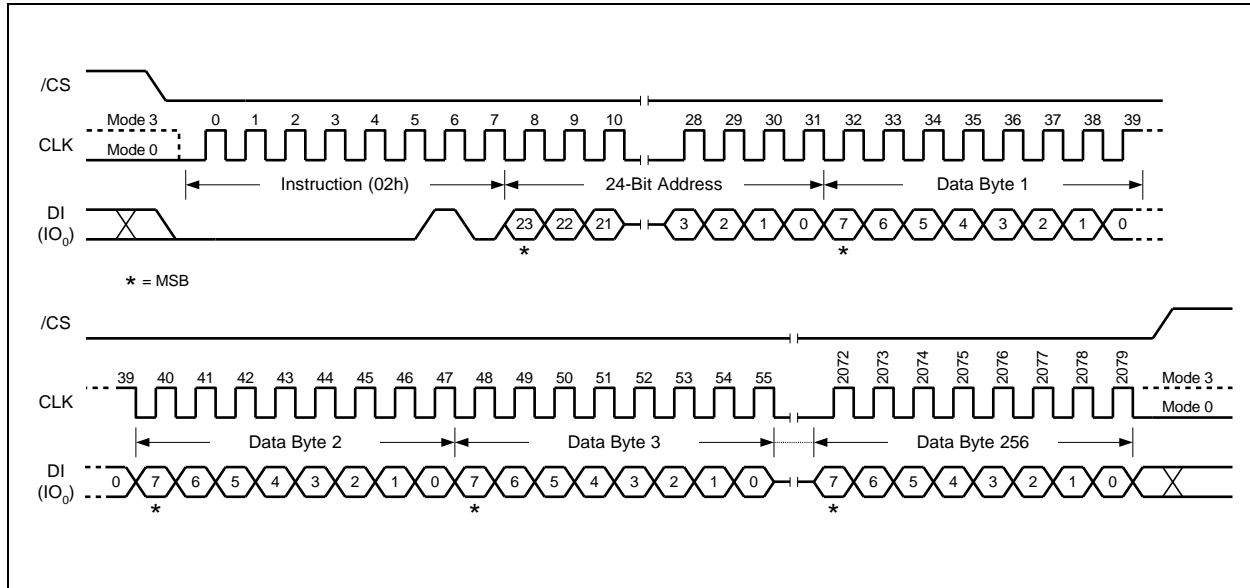 /CS
Mode 3
0 1 2 3 4 5 6 7 8 9 10 28 29 30 31 32 33 34 35 36 37 38 39
CLK
Mode 0
Instruction (02h) 24-Bit Address Data Byte 1
DI
(IO0)
23 22 21 3 2 1 0 7 6 5 4 3 2 1 0
* *
* = MSB
/CS
39 40 41 42 43 44 45 46 47 48 49 50 51 52 53 54 55 2072 2073 2074 2075 2076 2077 2078 2079
Mode 3
CLK
Mode 0
Data Byte 2 Data Byte 3 Data Byte 256
DI
(IO0)
0 7 6 5 4 3 2 1 0 7 6 5 4 3 2 1 0 7 6 5 4 3 2 1 0
* * *